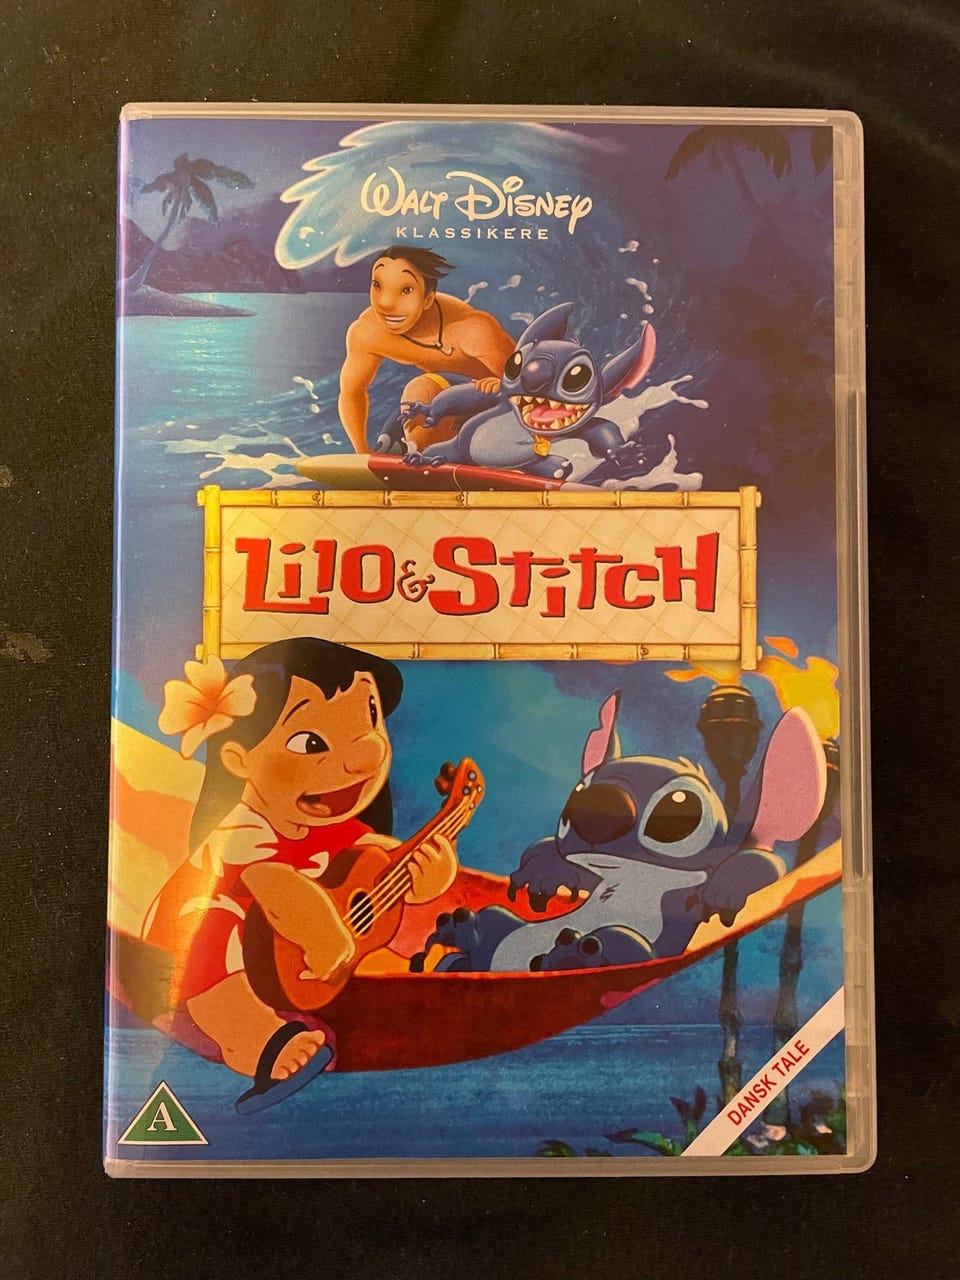 WALT DISNEY
KLASSIKERE
LILO & STITCH
A
DANSK TALE